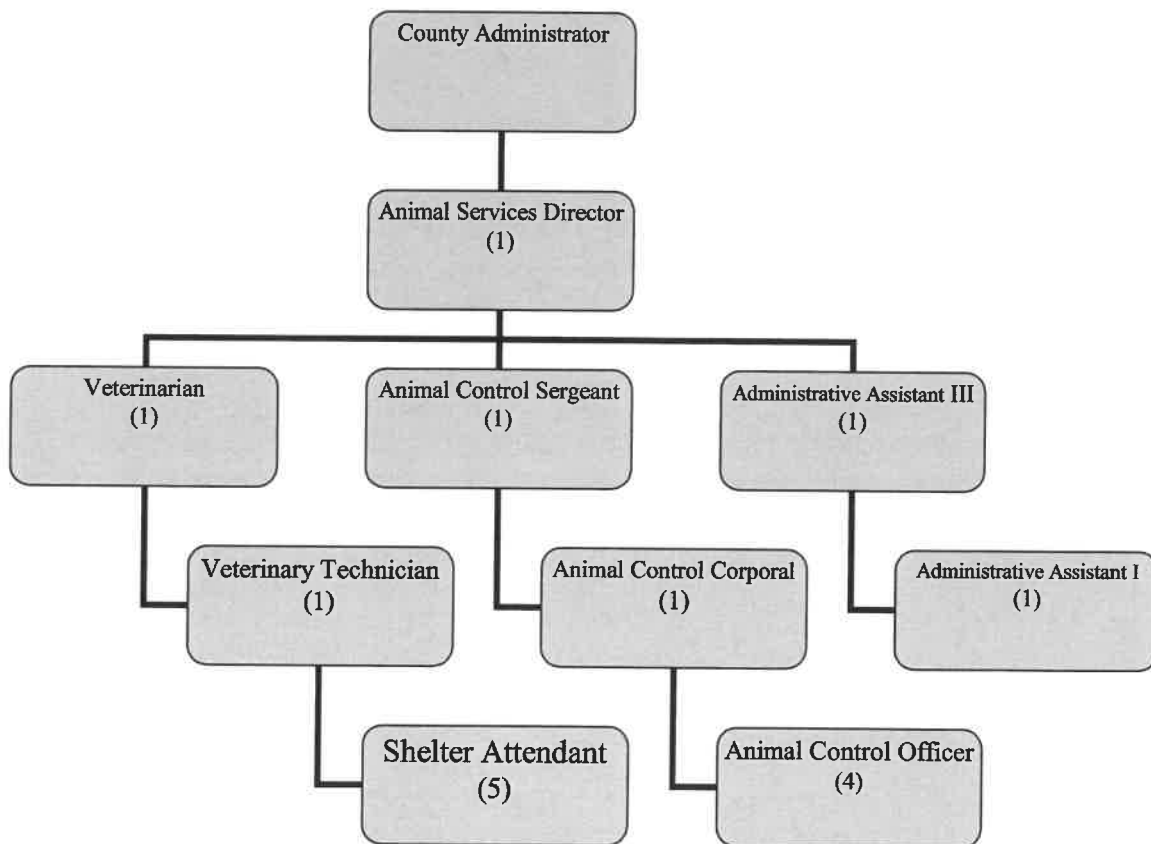 County Administrator
Animal Services Director
(1)
Veterinarian
(1)
Animal Control Sergeant
(1)
Administrative Assistant III
(1)
Veterinary Technician
(1)
Animal Control Corporal
(1)
Administrative Assistant I
(1)
Shelter Attendant
(5)
Animal Control Officer
(4)